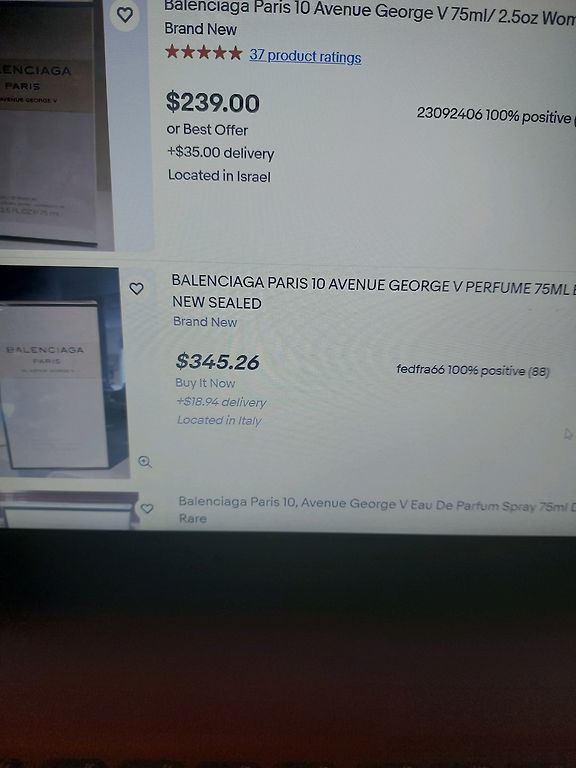 Balenciaga Paris 10 Avenue George V 75ml/ 2.5oz Wom
Brand New
37 product ratings
$239.00
or Best Offer
+$35.00 delivery
Located in Israel
23092406 100% positive (
LENCIAGA
PARIS
AVENUE GEORGE V
BALENCIAGA PARIS 10 AVENUE GEORGE V PERFUME 75ML E
NEW SEALED
Brand New
$345.26
Buy It Now
+$18.94 delivery
Located in Italy
fedfra66 100% positive (88)
BALENCIAGA
PARIS
Balenciaga Paris 10, Avenue George V Eau De Parfum Spray 75ml D
Rare